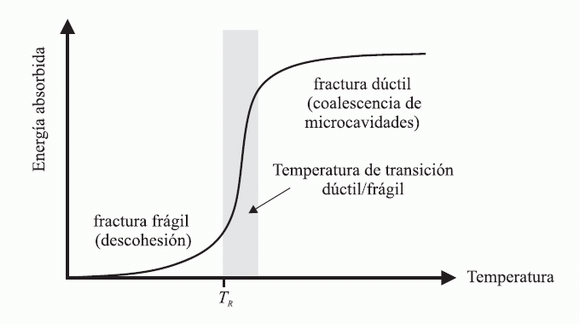 Energía absorbida
fractura dúctil
(coalescencia de
microcavidades)
Temperatura de transición
dúctil/frágil
fractura frágil
(descohesión)
Temperatura
T_R